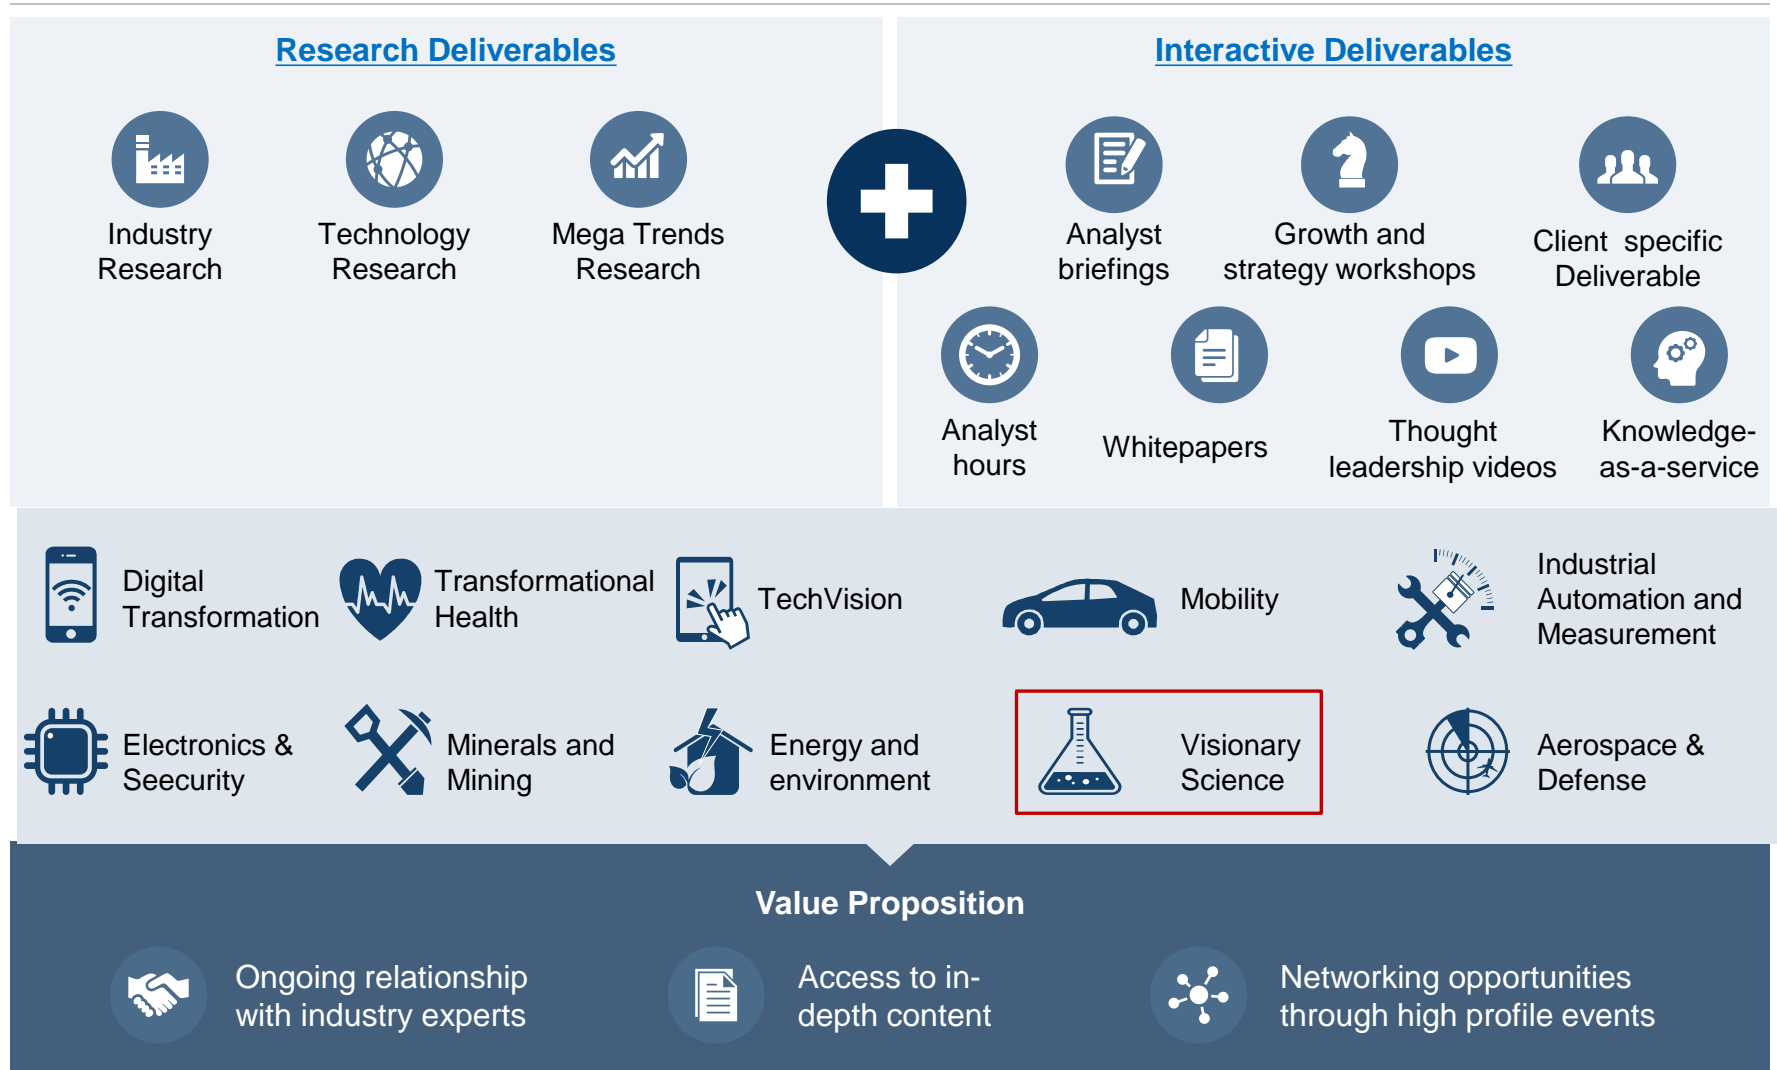 Research Deliverables
Industry
Research
Technology
Research
Mega Trends
Research
Interactive Deliverables
Analyst
briefings
Growth and
strategy workshops
Client specific
Deliverable
Analyst
hours
Whitepapers
Thought
leadership videos
Knowledge-
as-a-service
Digital
Transformation
Transformational
Health
TechVision
Mobility
Industrial
Automation and
Measurement
Electronics &
Seecurity
Minerals and
Mining
Energy and
environment
Visionary
Science
Aerospace &
Defense
Value Proposition
Ongoing relationship
with industry experts
Access to in-
depth content
Networking opportunities
through high profile events